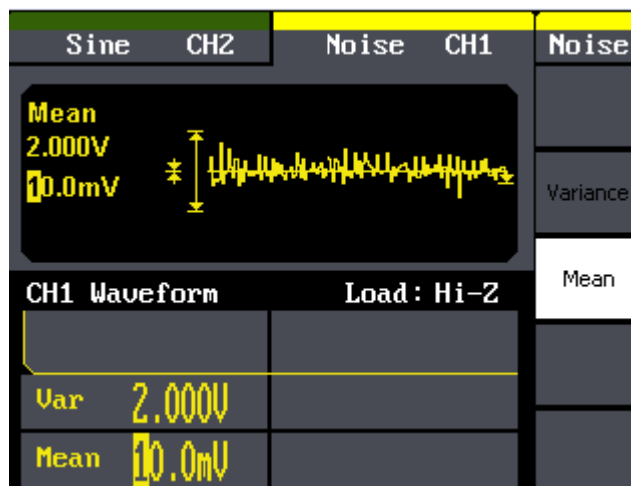 Sine CH2 Noise CH1 Noise
Mean
2.000V
10.0mV
Variance
Mean
CH1 Waveform Load: Hi-Z
Var 2.000V
Mean 10.0mV